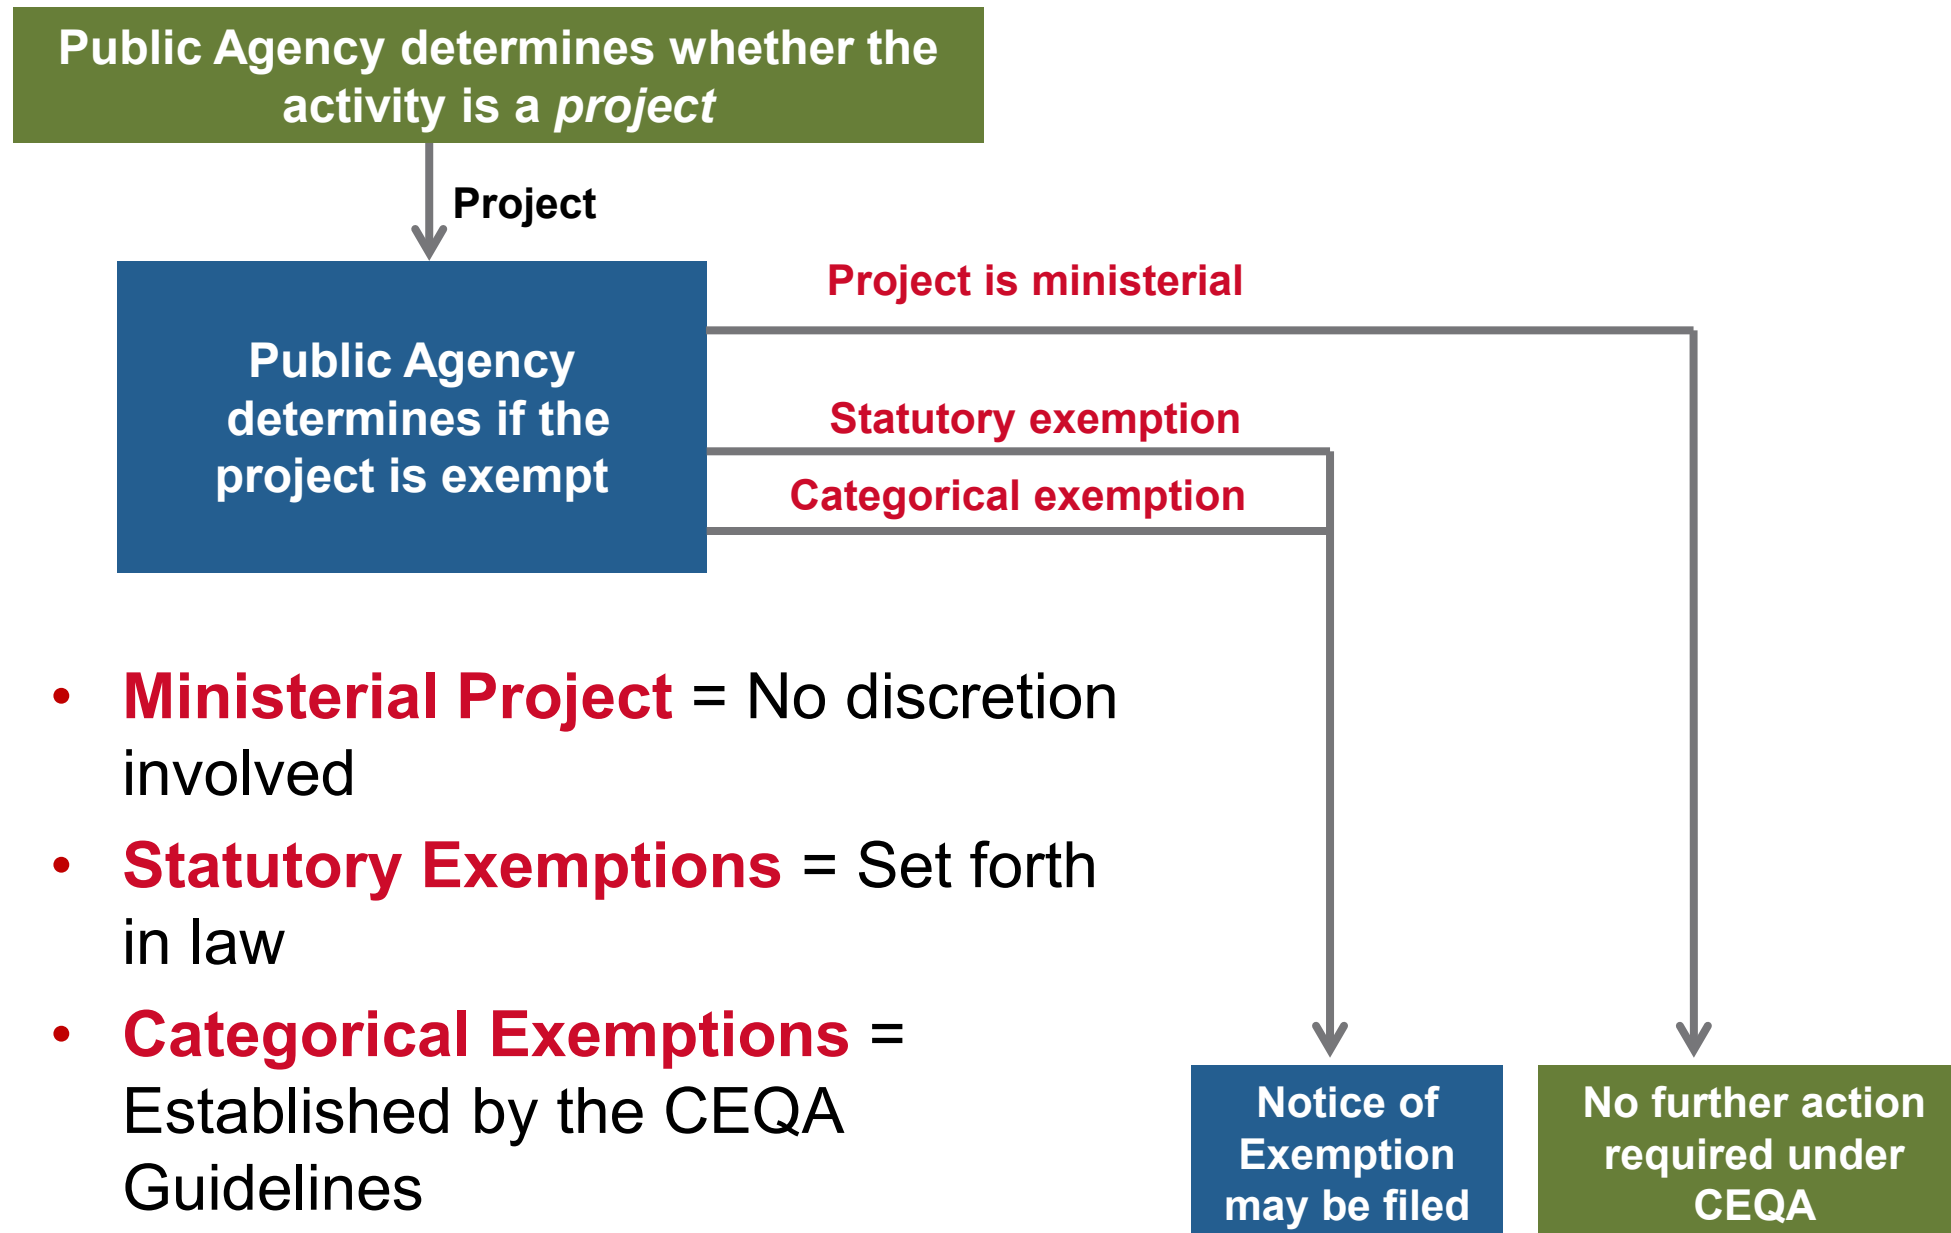 Public Agency determines whether the
activity is a project
Project
Public Agency
determines if the
project is exempt
Project is ministerial
Statutory exemption
Categorical exemption
• Ministerial Project = No discretion
involved
• Statutory Exemptions = Set forth
in law
• Categorical Exemptions =
Established by the CEQA
Guidelines
Notice of
Exemption
may be filed
No further action
required under
CEQA